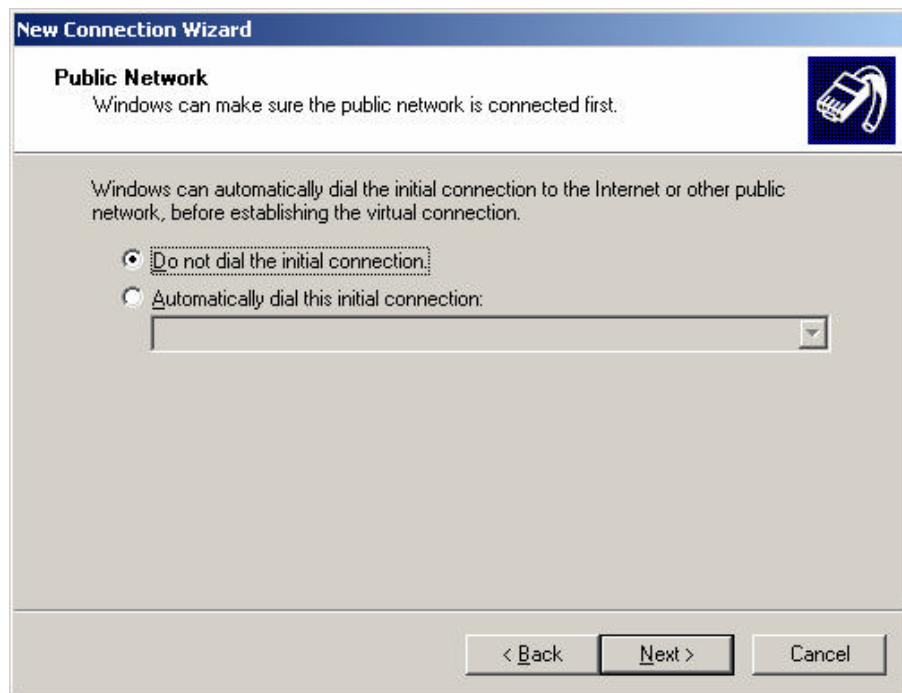 New Connection Wizard
Public Network
Windows can make sure the public network is connected first.
Windows can automatically dial the initial connection to the Internet or other public
network, before establishing the virtual connection.
Do not dial the initial connection.
Automatically dial this initial connection:
< Back Next > Cancel